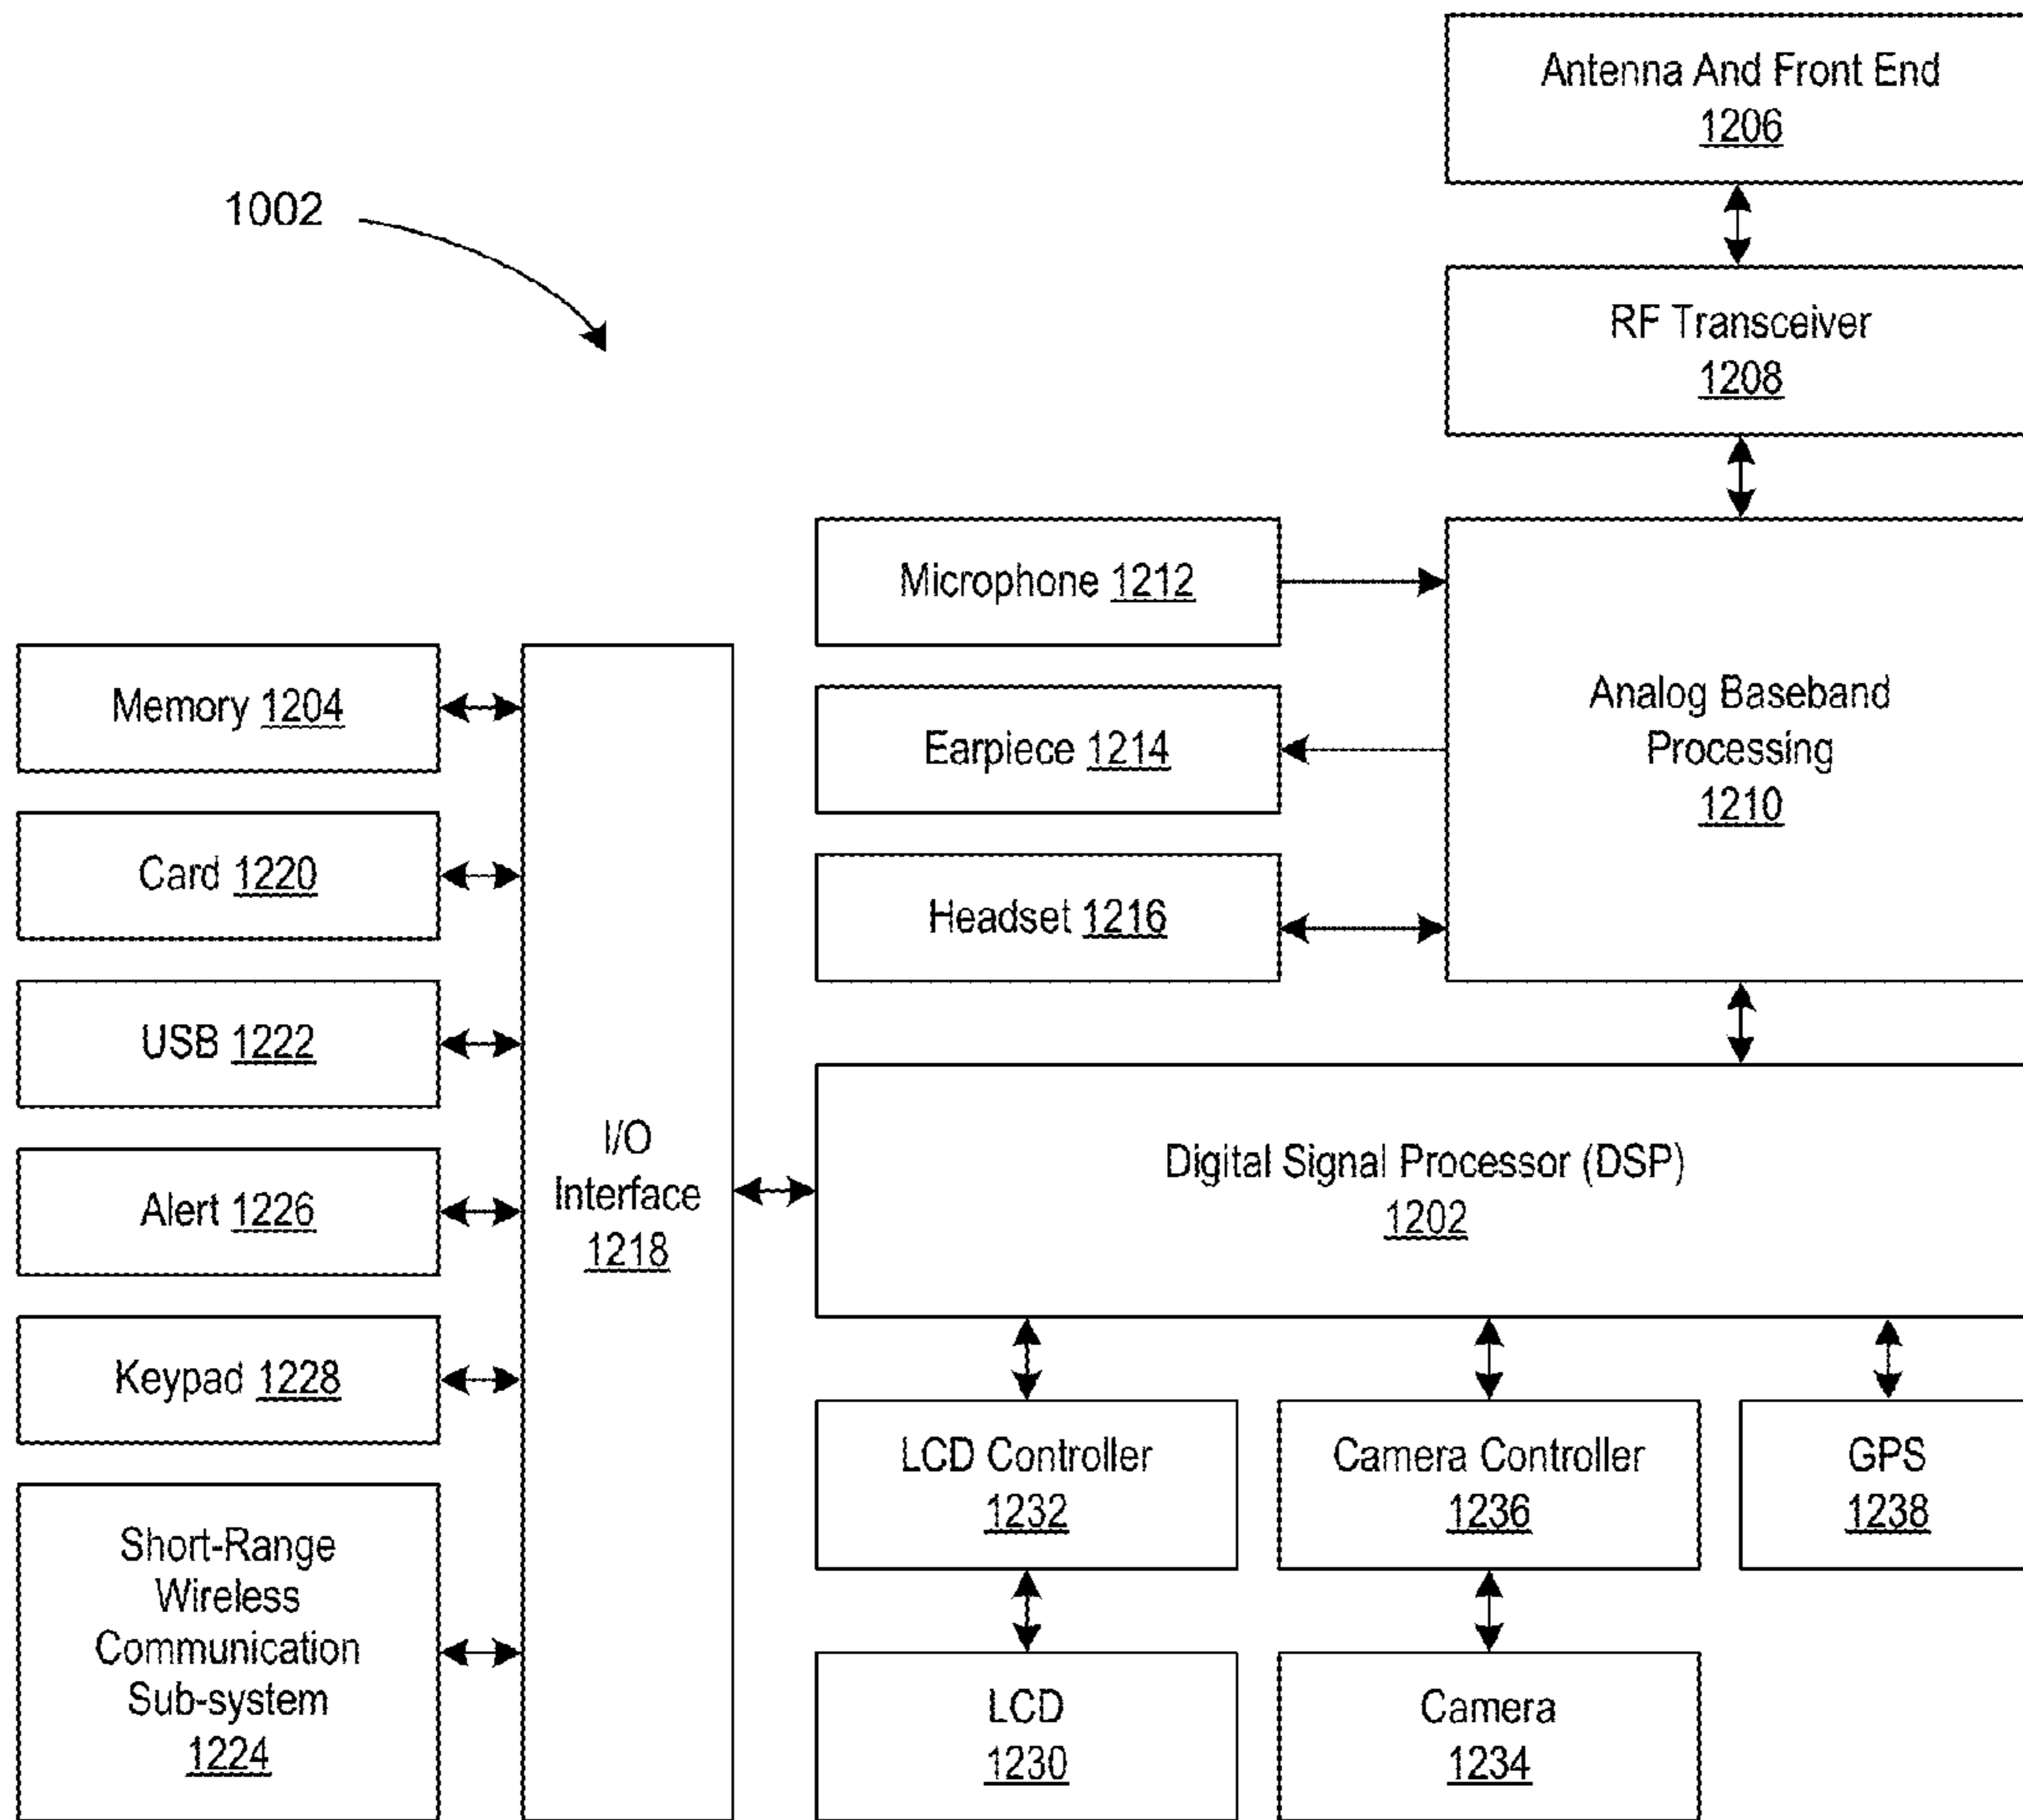 Antenna And Front End
1206
1002
RF Transceiver
1208
Microphone 1212
Earpiece 1214
Headset 1216
Analog Baseband
Processing
1210
Memory 1204
Card 1220
USB 1222
Alert 1226
Keypad 1228
Short-Range
Wireless
Communication
Sub-system
1224
I/O
Interface
1218
Digital Signal Processor (DSP)
1202
LCD Controller
1232
Camera Controller
1236
GPS
1238
LCD
1230
Camera
1234